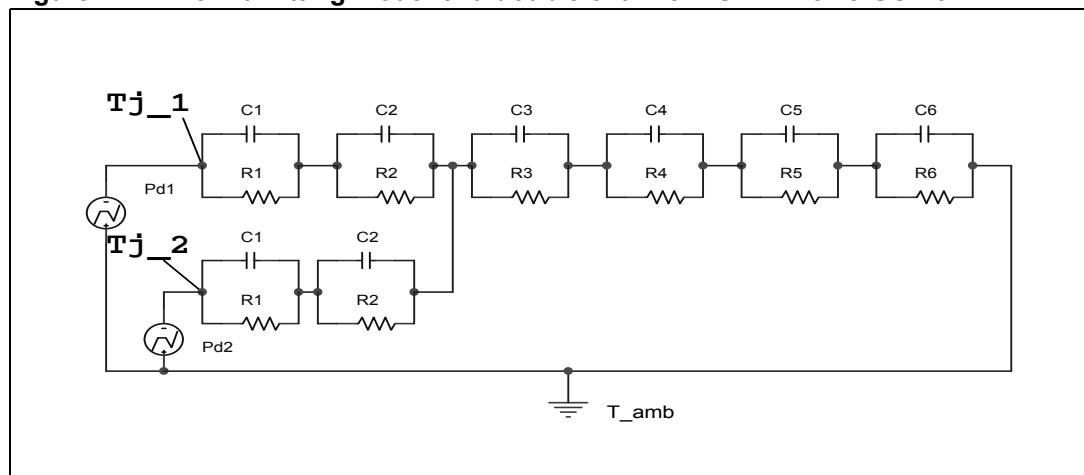 Tj_1
C1 C2 C3 C4 C5 C6
R1 R2 R3 R4 R5 R6
Pd1
Tj_2
C1 C2
R1 R2
Pd2
T_amb